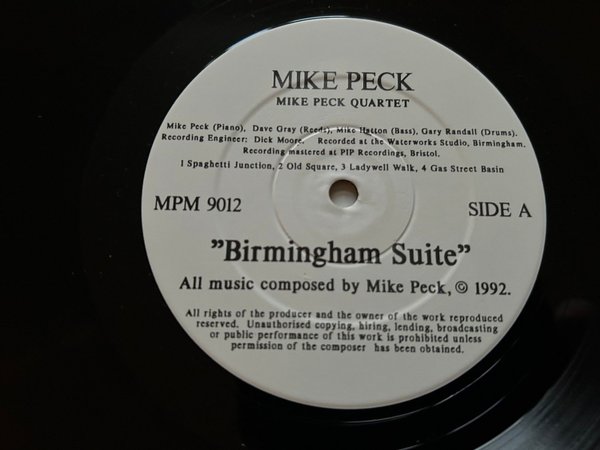 MIKE PECK
MIKE PECK QUARTET
Mike Peck (Piano), Dave Gray (Reeds), Mike Hatton (Bass), Gary Randall (Drums).
Recording Engineer: Dick Moore. Recorded at the Waterworks Studio, Birmingham.
Recording mastered at PIP Recordings, Bristol.
1 Spaghetti Junction, 2 Old Square, 3 Ladywell Walk, 4 Gas Street Basin
MPM 9012 SIDE A
"Birmingham Suite"
All music composed by Mike Peck, © 1992.
All rights of the producer and the owner of the work reproduced
reserved. Unauthorised copying, hiring, lending, broadcasting
or public performance of this work is prohibited unless
permission of the composer has been obtained.